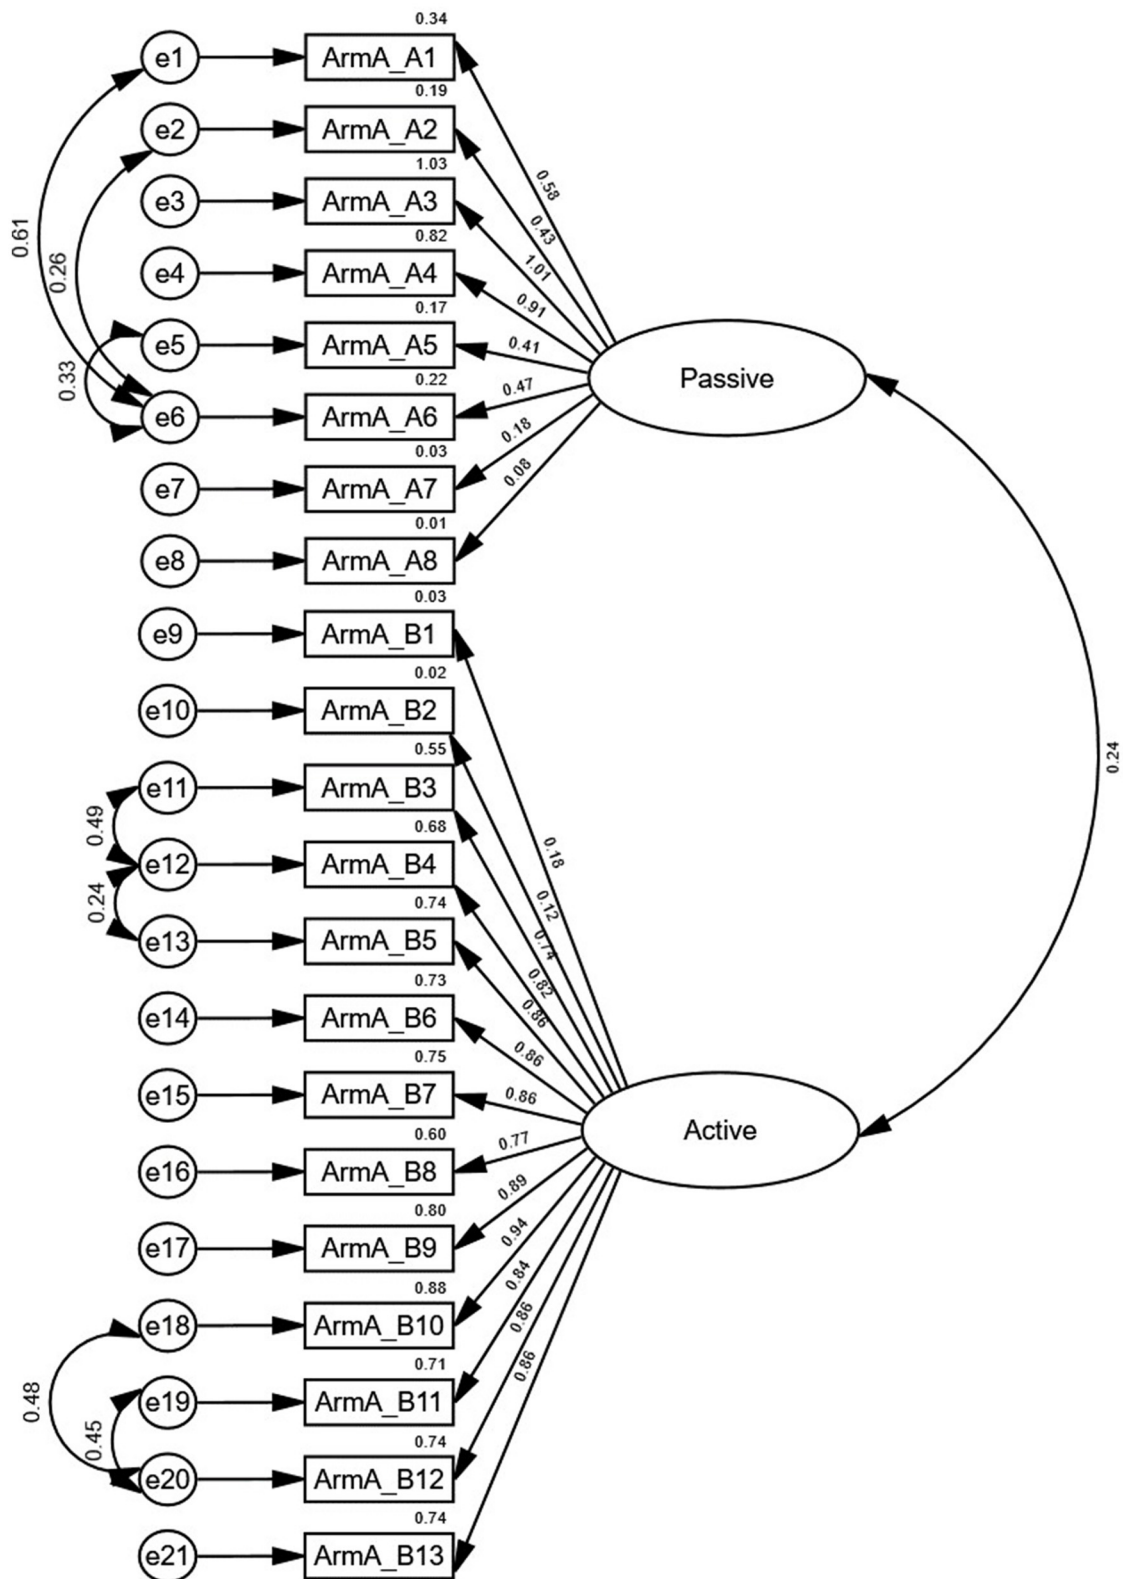 0.34
e1 ArmA_A1
0.19
e2 ArmA_A2
1.03
e3 ArmA_A3
0.82
e4 ArmA_A4
0.17
e5 ArmA_A5
0.22
e6 ArmA_A6
0.03
e7 ArmA_A7
0.01
e8 ArmA_A8
0.03
e9 ArmA_B1
0.02
e10 ArmA_B2
0.55
e11 ArmA_B3
0.68
e12 ArmA_B4
0.74
e13 ArmA_B5
0.73
e14 ArmA_B6
0.75
e15 ArmA_B7
0.60
e16 ArmA_B8
0.80
e17 ArmA_B9
0.88
e18 ArmA_B10
0.71
e19 ArmA_B11
0.74
e20 ArmA_B12
0.74
e21 ArmA_B13
0.61
0.26
0.33
0.49
0.24
0.48
0.45
0.58
0.43
1.01
0.91
0.41
0.47
0.18
0.08
Passive
0.24
0.18
0.12
0.74
0.82
0.86
0.86
0.86
0.77
0.89
0.94
0.84
0.86
0.86
Active